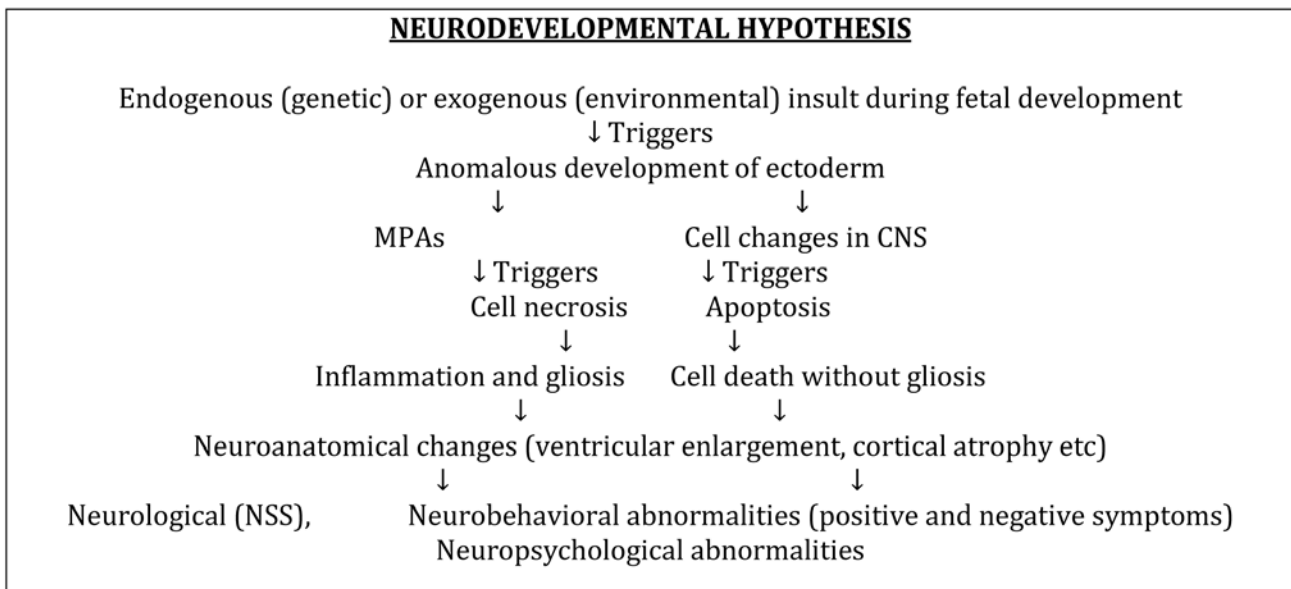 NEURODEVELOPMENTAL HYPOTHESIS
Endogenous (genetic) or exogenous (environmental) insult during fetal development
↓ Triggers
Anomalous development of ectoderm
↓ ↓
MPAs Cell changes in CNS
↓ Triggers ↓ Triggers
Cell necrosis Apoptosis
↓ ↓
Inflammation and gliosis Cell death without gliosis
↓ ↓
Neuroanatomical changes (ventricular enlargement, cortical atrophy etc)
↓ ↓
Neurological (NSS), Neurobehavioral abnormalities (positive and negative symptoms)
Neuropsychological abnormalities